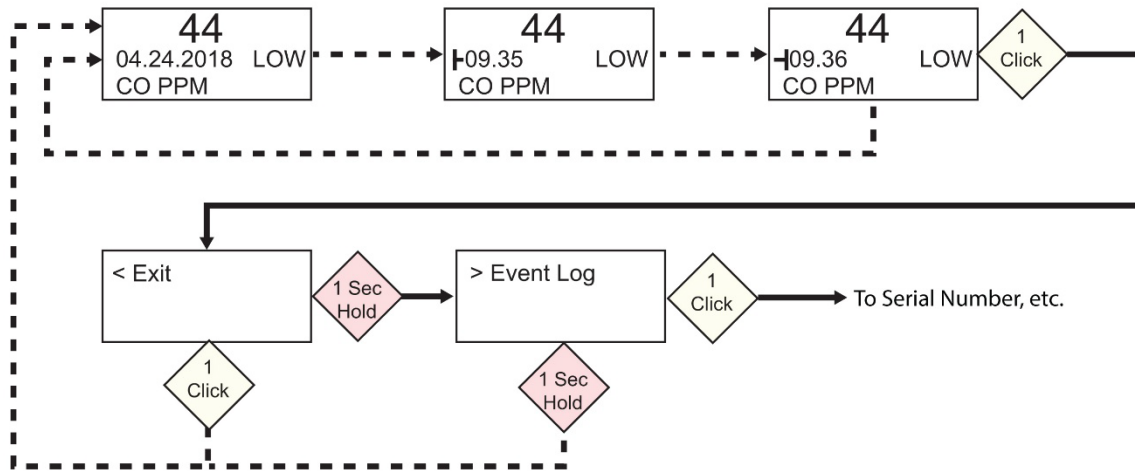 44
04.24.2018 LOW
CO PPM
44
09.35 LOW
CO PPM
44
09.36 LOW
CO PPM
1
Click
< Exit
1 Sec
Hold
> Event Log
1
Click
To Serial Number, etc.
1
Click
1 Sec
Hold